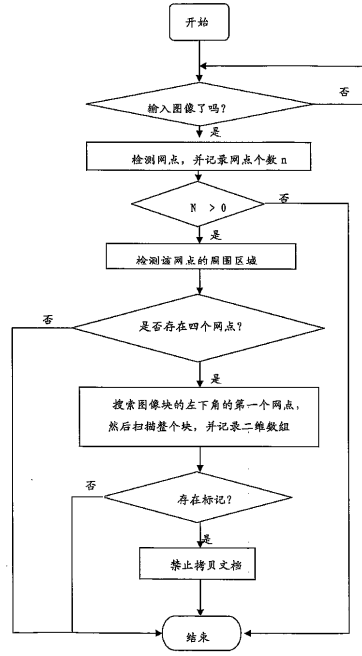 开始
输入图像了吗？
否
是
检测网点，并记录网点个数 n
N > 0
否
是
检测该网点的周围区域
否
是否存在四个网点？
是
搜索图像块的左下角的第一个网点，
然后扫描整个块，并记录二维数组
否
存在标记？
是
禁止拷贝文档
结束